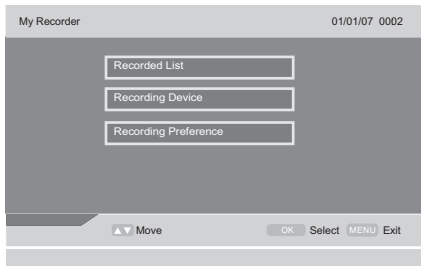 My Recorder 01/01/07 0002
Recorded List
Recording Device
Recording Preference
▲▼ Move OK Select MENU Exit